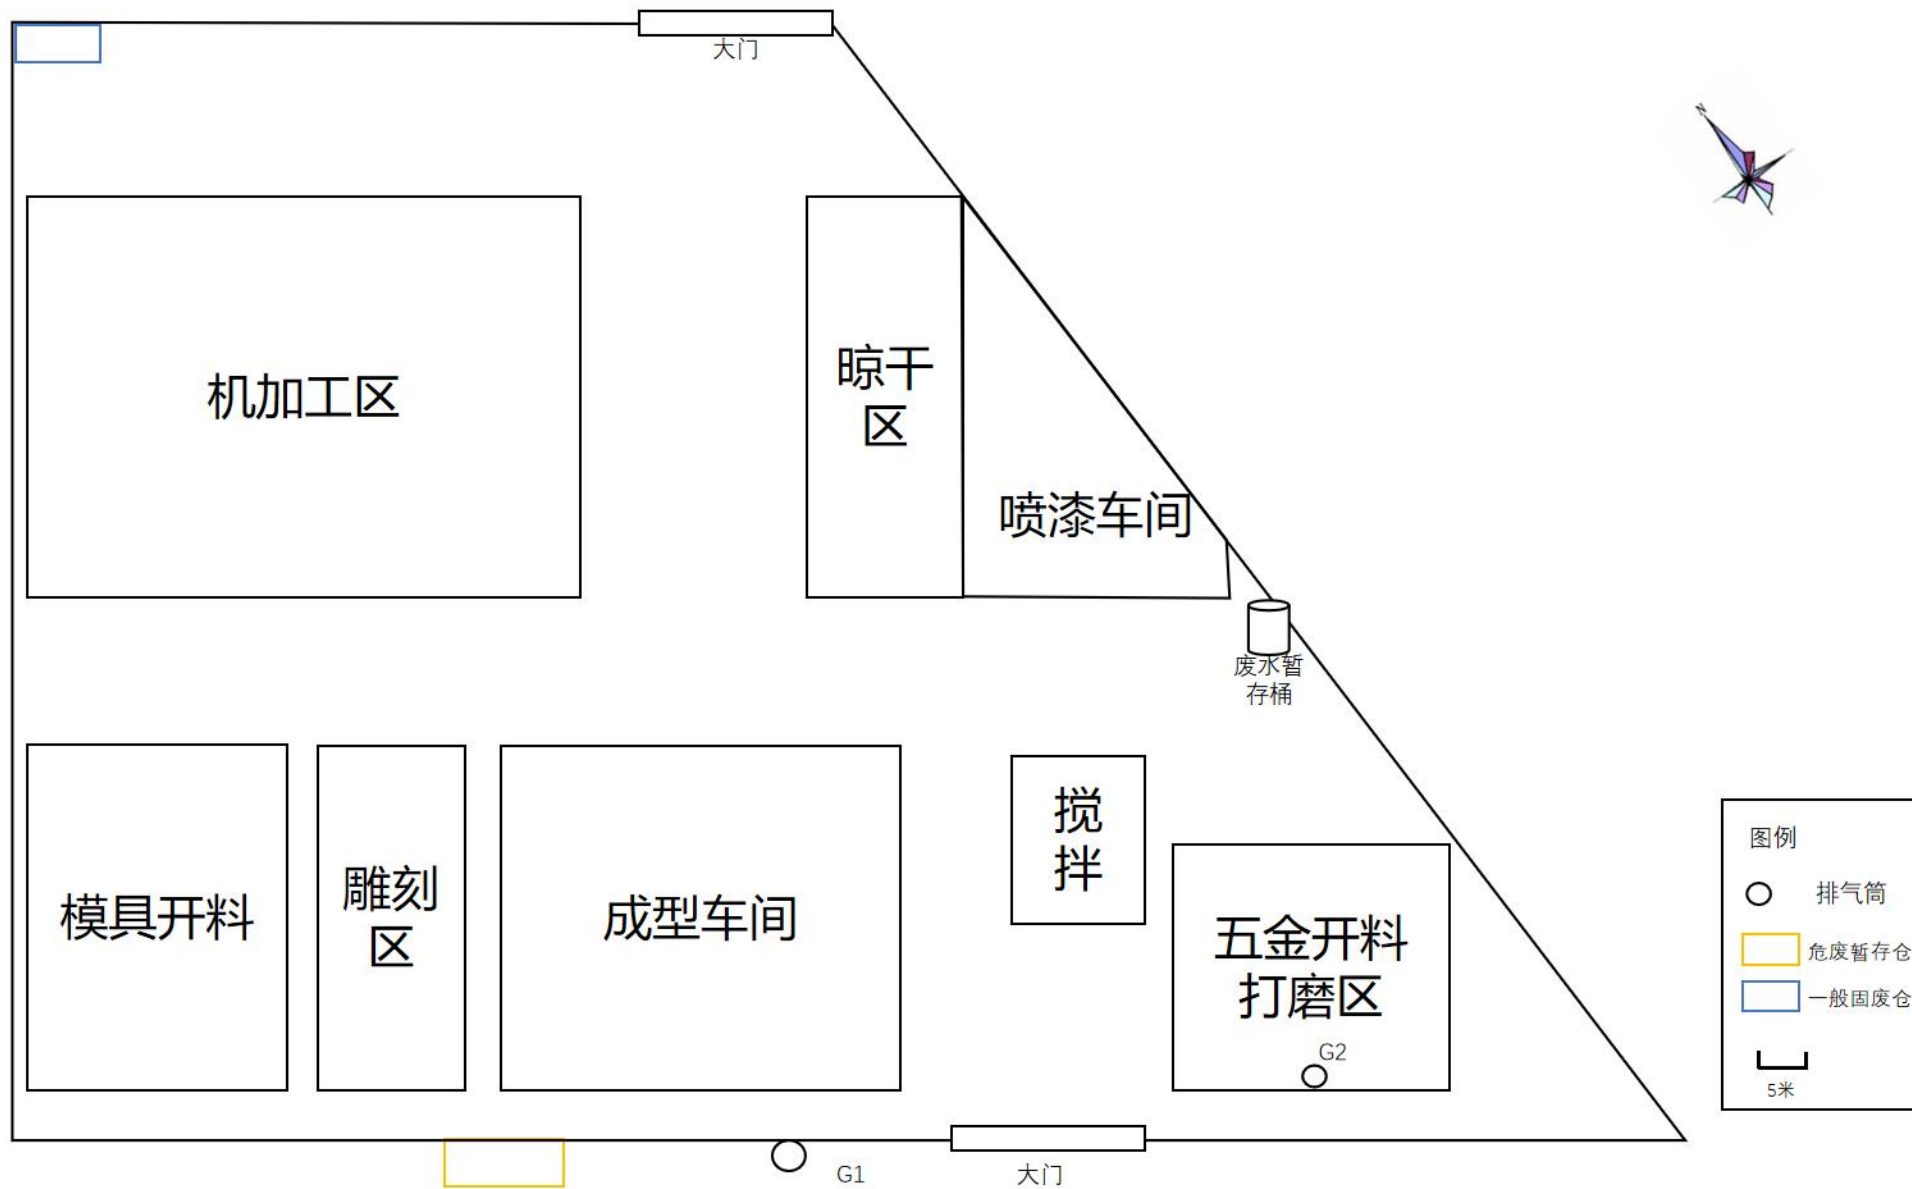 大门
N
机加工区
晾干
区
喷漆车间
废水暂
存桶
模具开料
雕刻
区
成型车间
搅
拌
五金开料
打磨区
G2
G1
大门
图例
排气筒
危废暂存仓
一般固废仓
5米